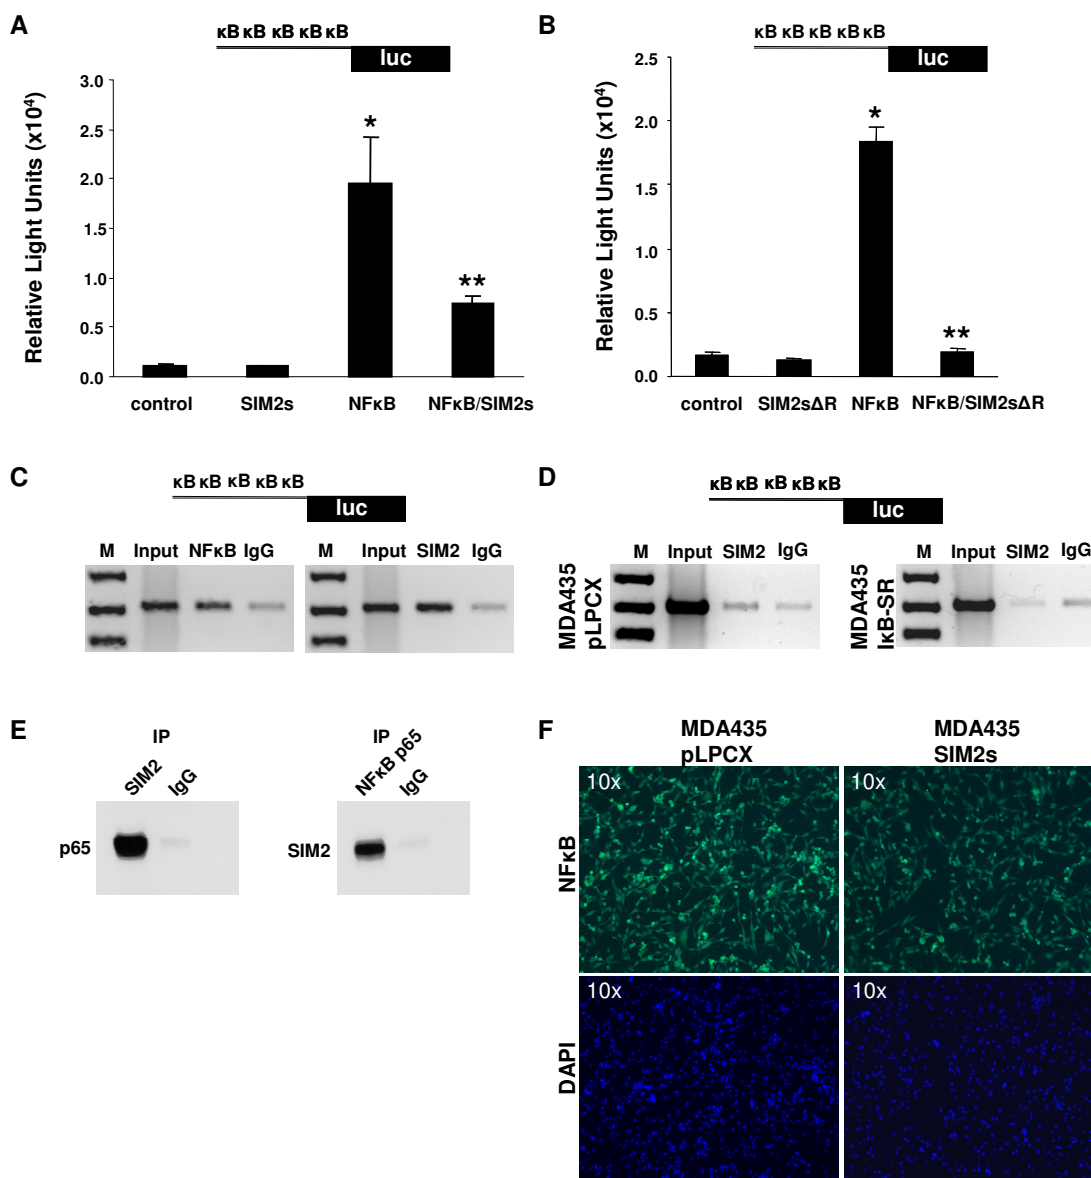 A
κB κB κB κB κB
luc
Relative Light Units (x10⁴)
3.0
2.5
2.0
1.5
1.0
0.5
0.0
*
**
control SIM2s NFκB NFκB/SIM2s
B
κB κB κB κB κB
luc
Relative Light Units (x10⁴)
2.5
2.0
1.5
1.0
0.5
0.0
*
**
control SIM2sΔR NFκB NFκB/SIM2sΔR
C
κB κB κB κB κB
luc
M Input NFκB IgG
M Input SIM2 IgG
D
κB κB κB κB κB
luc
MDA435
pLPCX
M Input SIM2 IgG
MDA435
IκB-SR
M Input SIM2 IgG
E
IP
SIM2 IgG
p65
IP
NFκB p65 IgG
SIM2
F
MDA435
pLPCX
MDA435
SIM2s
NFκB
10x
10x
DAPI
10x
10x